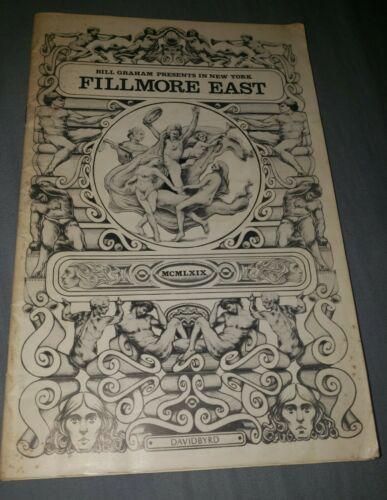 BILL GRAHAM PRESENTS IN NEW YORK
FILLMORE EAST
MCMLXIX
DAVIDBYRD